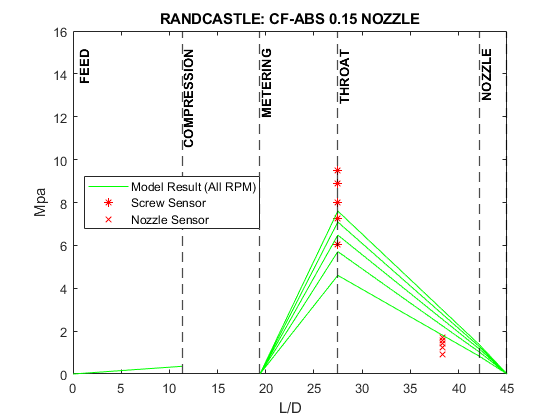 RANDCASTLE: CF-ABS 0.15 NOZZLE
16
14
12
10
8
6
4
2
0
Mpa
FEED
COMPRESSION
METERING
THROAT
NOZZLE
Model Result (All RPM)
Screw Sensor
Nozzle Sensor
0 5 10 15 20 25 30 35 40 45
L/D